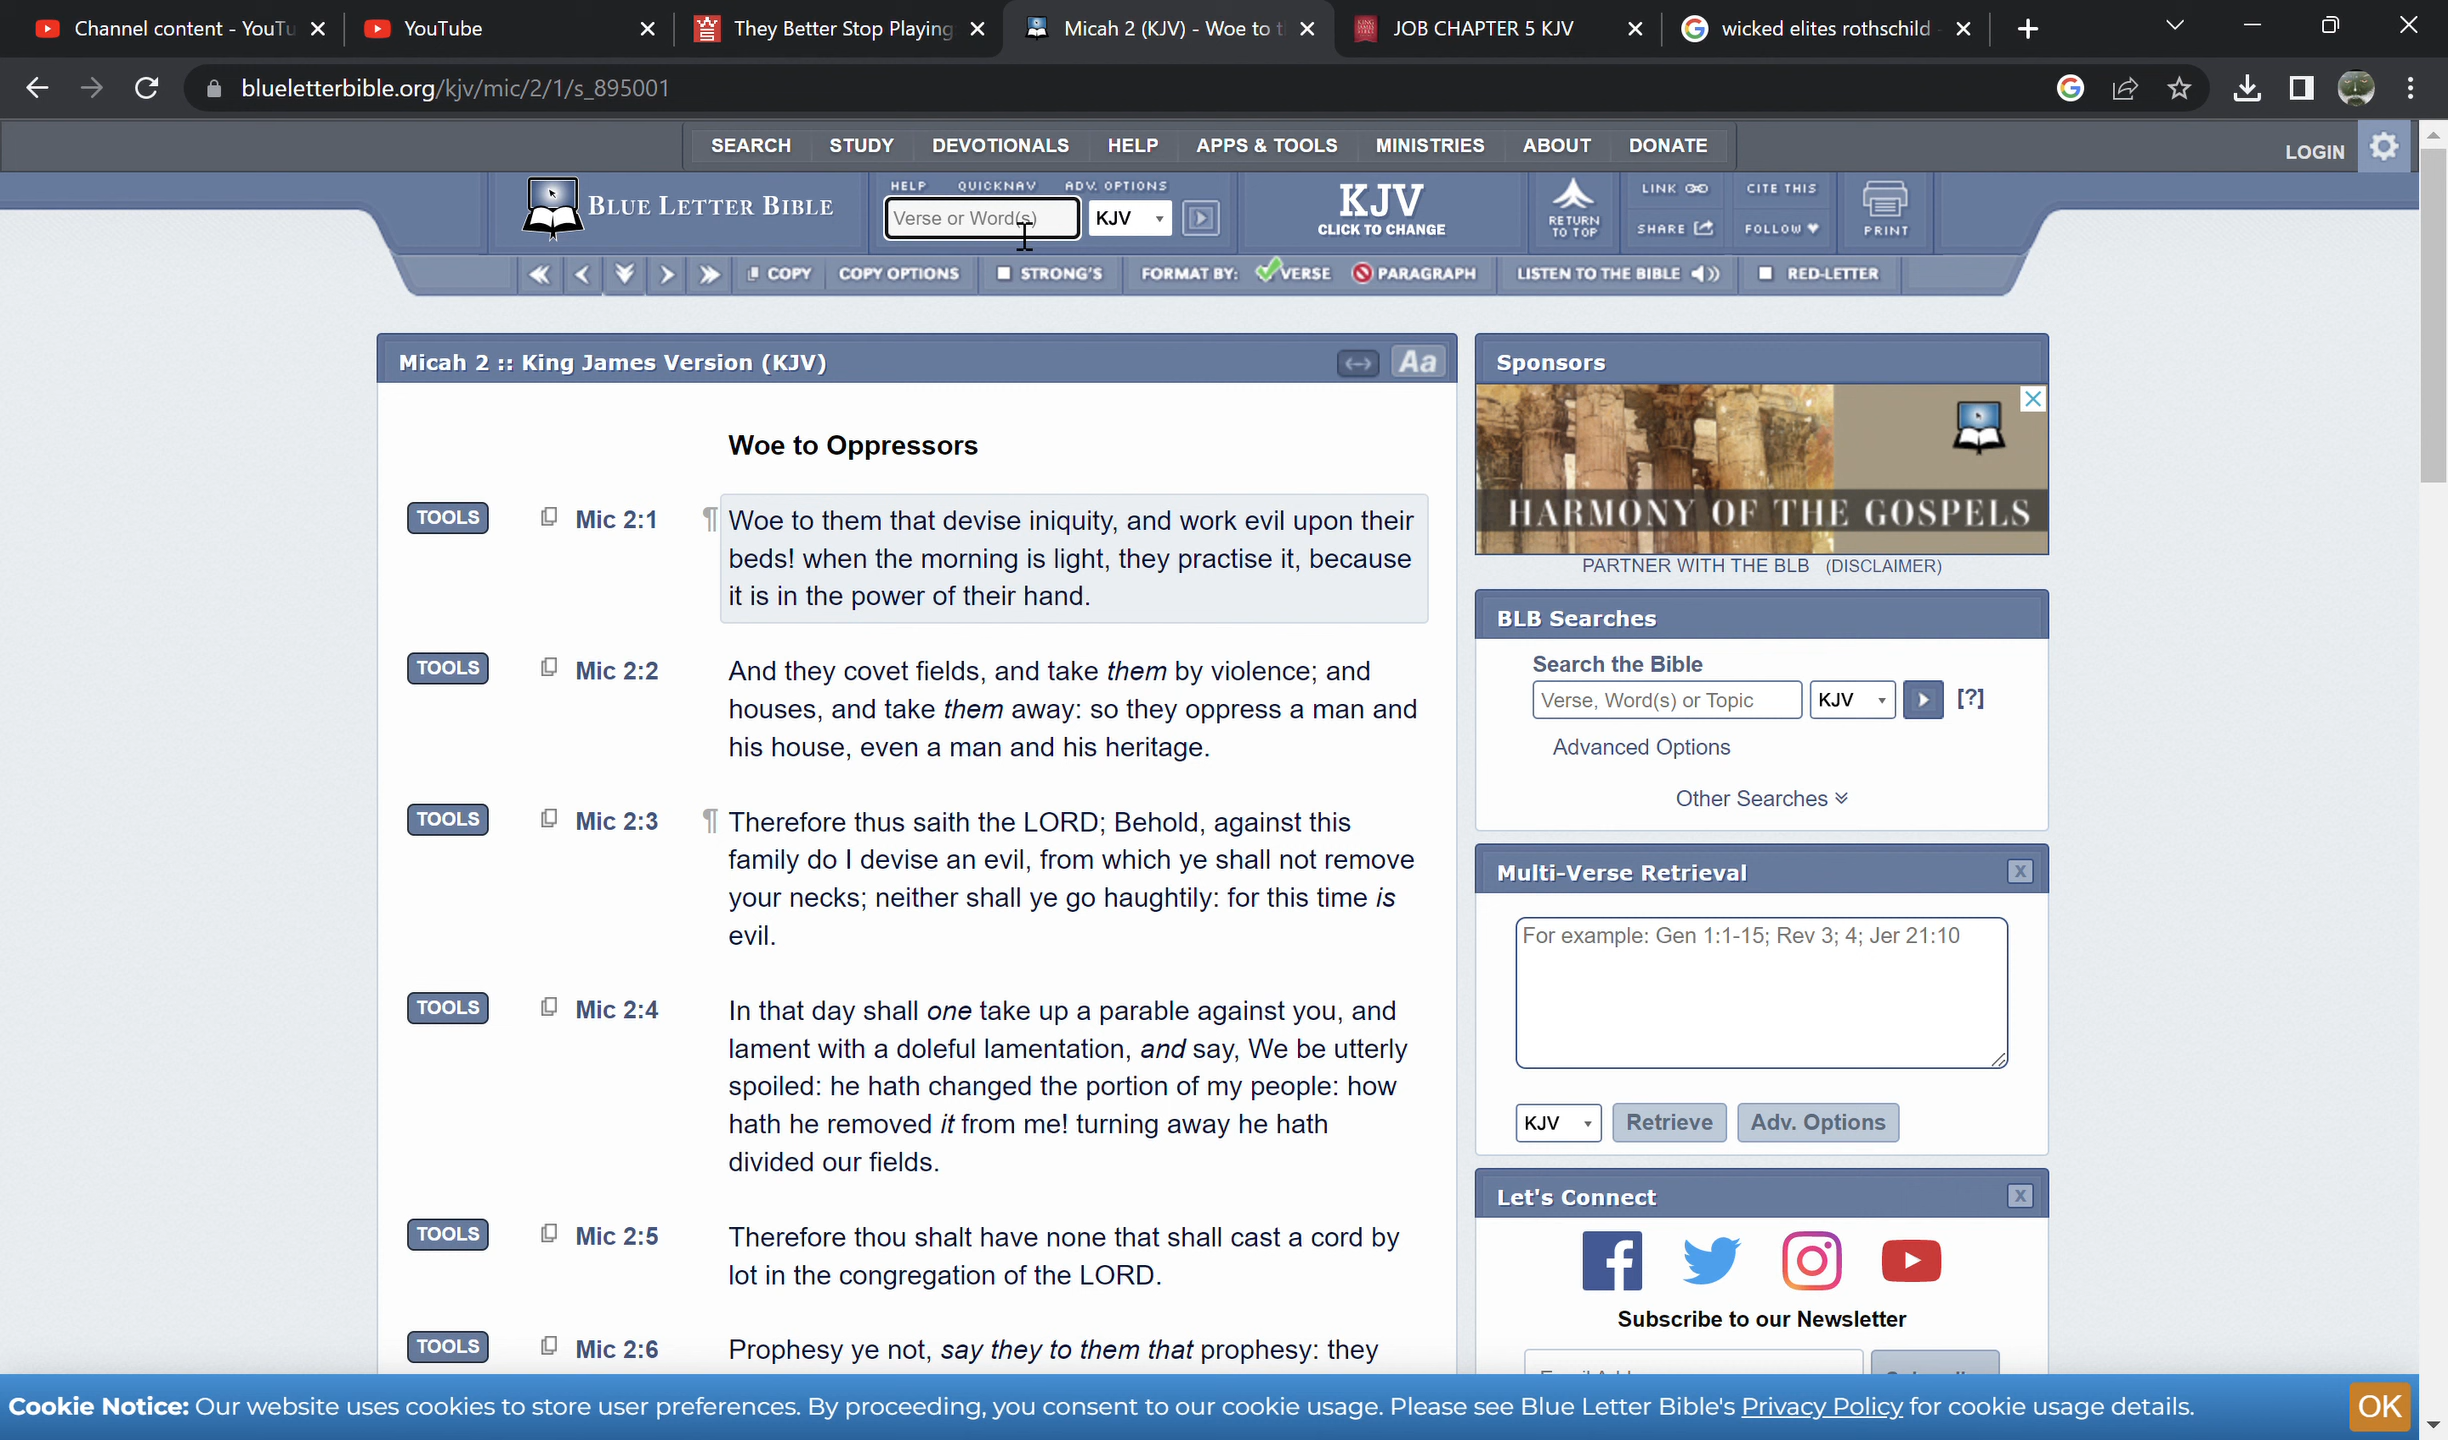 Channel content - YouTu
YouTube
They Better Stop Playing
Micah 2 (KJV) - Woe to t
JOB CHAPTER 5 KJV
wicked elites rothschild -
blueletterbible.org/kjv/mic/2/1/s_895001
SEARCH STUDY DEVOTIONALS HELP APPS & TOOLS MINISTRIES ABOUT DONATE
LOGIN
BLUE LETTER BIBLE
HELP QUICKNAV ADV. OPTIONS
Verse or Word(s) KJV
KJV
CLICK TO CHANGE
RETURN
TO TOP
LINK CITE THIS
SHARE FOLLOW
PRINT
COPY COPY OPTIONS STRONG'S FORMAT BY: VERSE PARAGRAPH LISTEN TO THE BIBLE RED-LETTER
Micah 2 :: King James Version (KJV)
Aa
Woe to Oppressors
TOOLS Mic 2:1 ¶ Woe to them that devise iniquity, and work evil upon their
beds! when the morning is light, they practise it, because
it is in the power of their hand.
TOOLS Mic 2:2 And they covet fields, and take them by violence; and
houses, and take them away: so they oppress a man and
his house, even a man and his heritage.
TOOLS Mic 2:3 ¶ Therefore thus saith the LORD; Behold, against this
family do I devise an evil, from which ye shall not remove
your necks; neither shall ye go haughtily: for this time is
evil.
TOOLS Mic 2:4 In that day shall one take up a parable against you, and
lament with a doleful lamentation, and say, We be utterly
spoiled: he hath changed the portion of my people: how
hath he removed it from me! turning away he hath
divided our fields.
TOOLS Mic 2:5 Therefore thou shalt have none that shall cast a cord by
lot in the congregation of the LORD.
TOOLS Mic 2:6 Prophesy ye not, say they to them that prophesy: they
Sponsors
HARMONY OF THE GOSPELS
PARTNER WITH THE BLB (DISCLAIMER)
BLB Searches
Search the Bible
Verse, Word(s) or Topic KJV [?]
Advanced Options
Other Searches
Multi-Verse Retrieval
X
For example: Gen 1:1-15; Rev 3; 4; Jer 21:10
KJV Retrieve Adv. Options
Let's Connect
X
Subscribe to our Newsletter
Cookie Notice: Our website uses cookies to store user preferences. By proceeding, you consent to our cookie usage. Please see Blue Letter Bible's Privacy Policy for cookie usage details.
OK